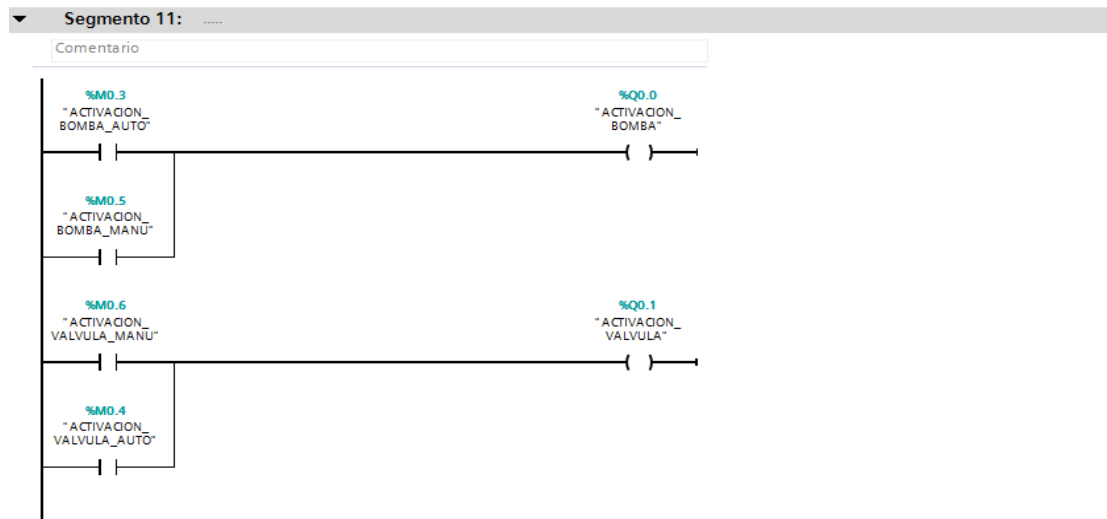 Segmento 11: .....
Comentario
%M0.3
"ACTIVACION_
BOMBA_AUTO"
%Q0.0
"ACTIVACION_
BOMBA"
%M0.5
"ACTIVACION_
BOMBA_MANU"
%M0.6
"ACTIVACION_
VALVULA_MANU"
%Q0.1
"ACTIVACION_
VALVULA"
%M0.4
"ACTIVACION_
VALVULA_AUTO"